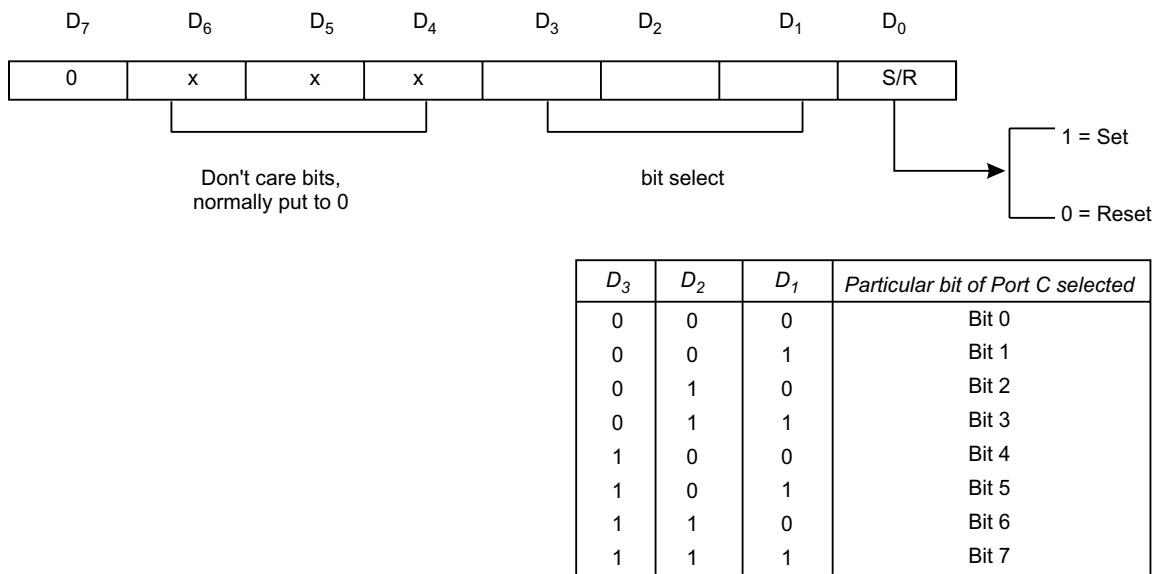 D7 D6 D5 D4 D3 D2 D1 D0
0 x x x S/R
1 = Set
Don't care bits,
normally put to 0
bit select
0 = Reset
D3 D2 D1 Particular bit of Port C selected
0 0 0 Bit 0
0 0 1 Bit 1
0 1 0 Bit 2
0 1 1 Bit 3
1 0 0 Bit 4
1 0 1 Bit 5
1 1 0 Bit 6
1 1 1 Bit 7